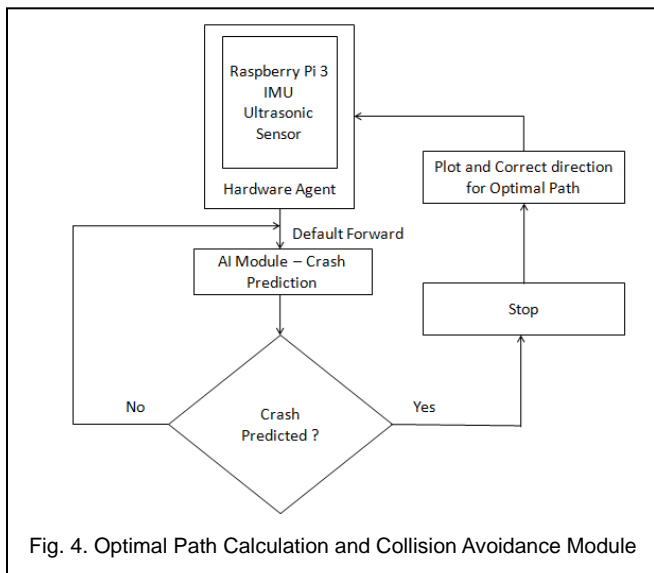 Raspberry Pi 3
IMU
Ultrasonic
Sensor
Hardware Agent
Plot and Correct direction
for Optimal Path
Default Forward
AI Module – Crash
Prediction
Stop
No
Yes
Crash
Predicted ?
Fig. 4. Optimal Path Calculation and Collision Avoidance Module